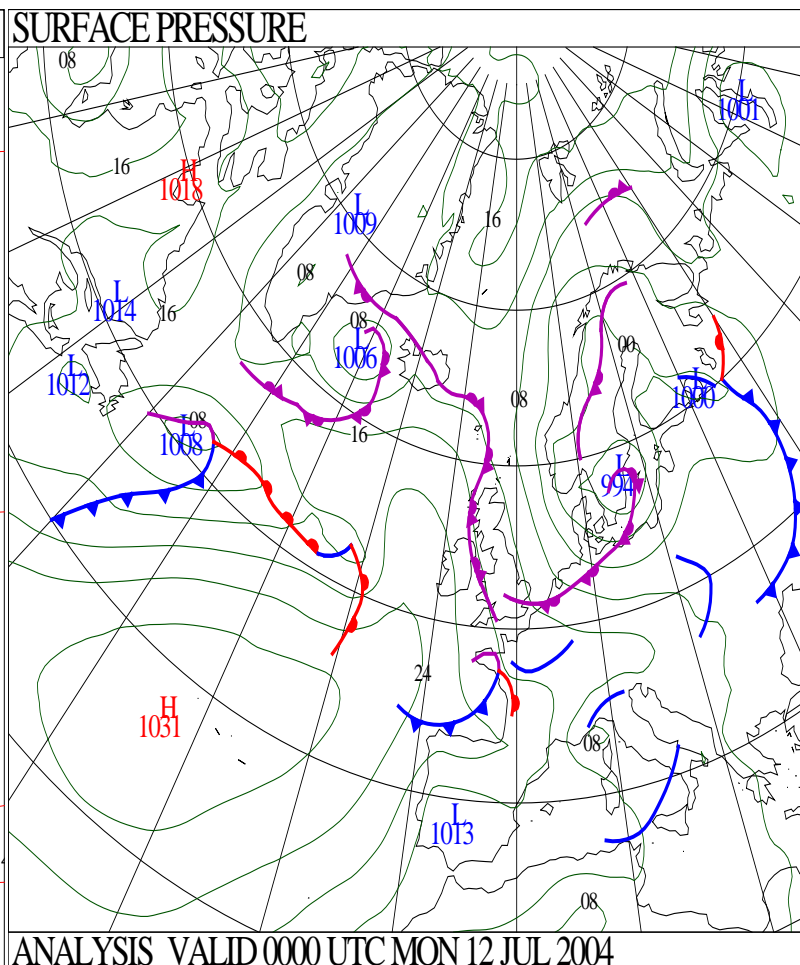 SURFACE PRESSURE
08
L
1001
16
H
1018
L
1009
16
08
L
1014
16
08
L
1006
00
L
1012
L
1000
08
08
L
1008
16
L
994
24
H
1031
08
L
1013
08
ANALYSIS VALID 0000 UTC MON 12 JUL 2004